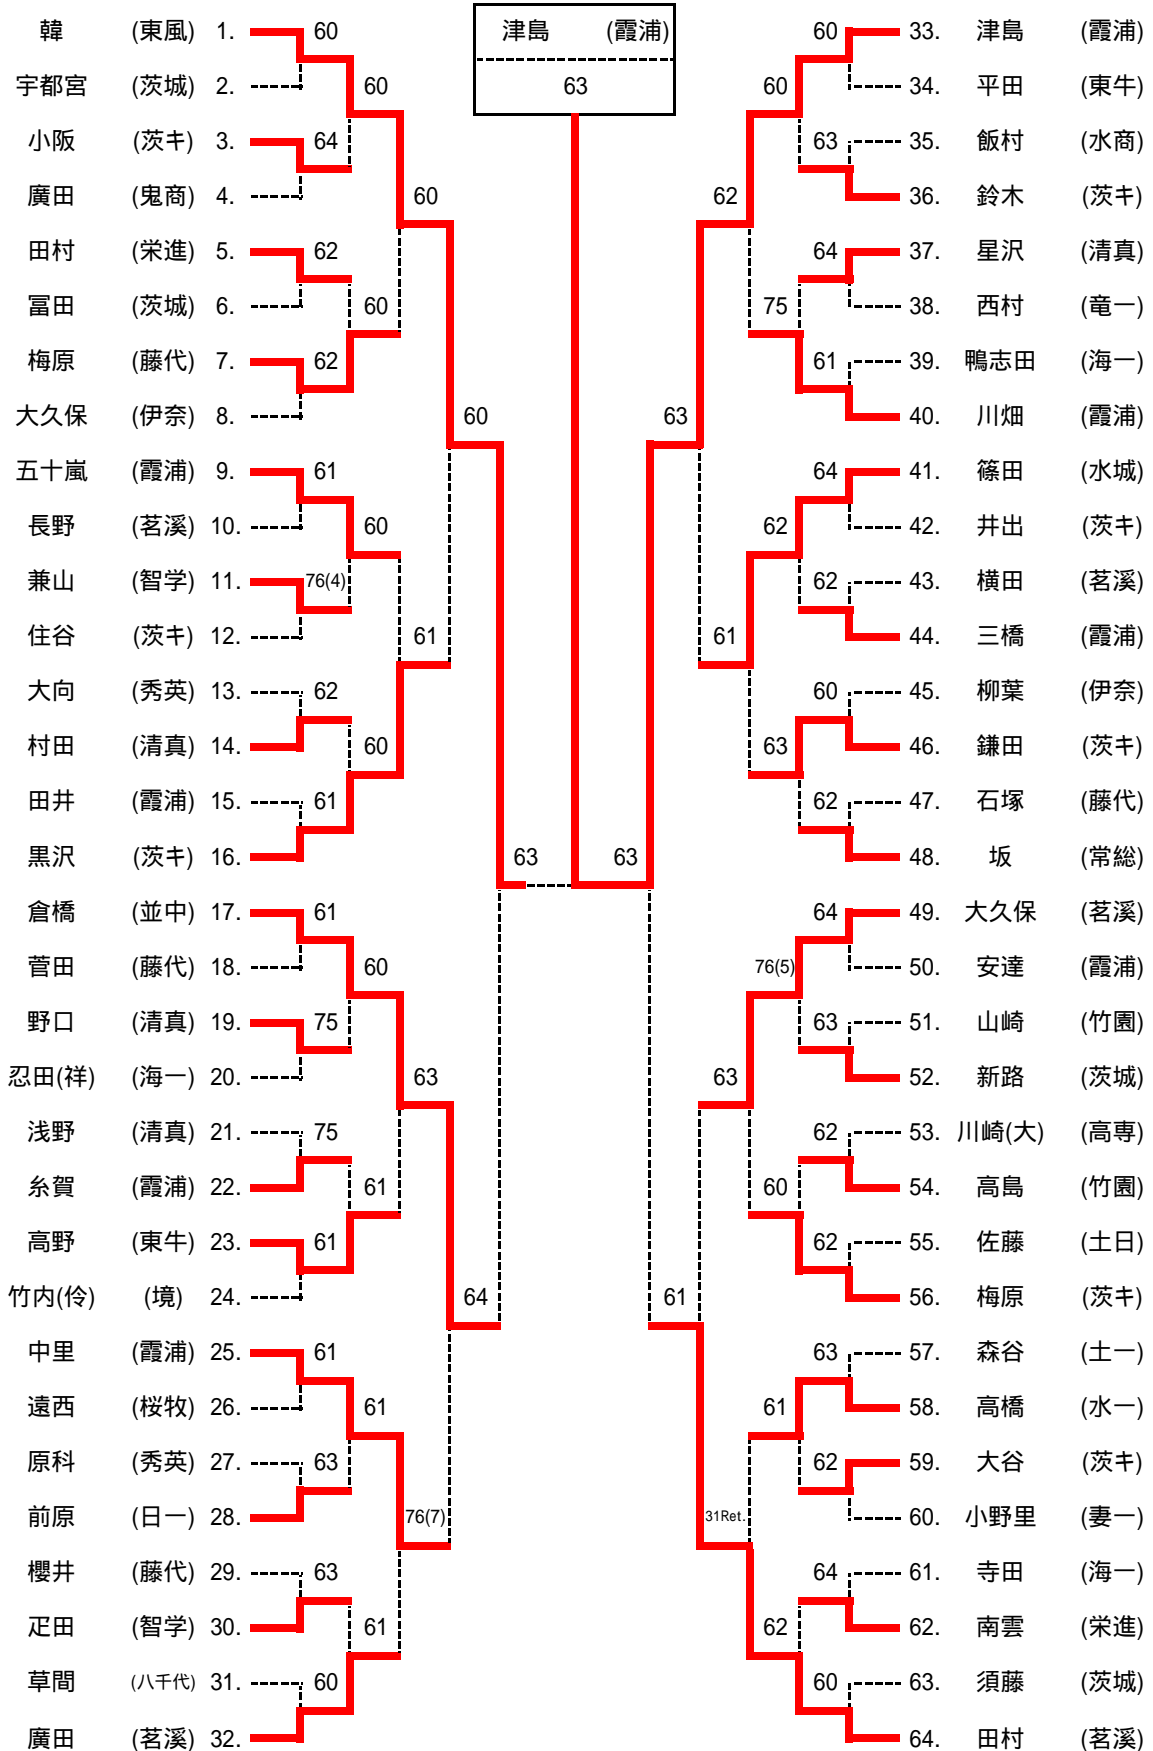 韓 (東風) 1. 60 津島 (霞浦) 60 33. 津島 (霞浦)
宇都宮 (茨城) 2. 60 63 60 34. 平田 (東牛)
小阪 (茨キ) 3. 64 63 35. 飯村 (水商)
廣田 (鬼商) 4. 60 62 36. 鈴木 (茨キ)
田村 (栄進) 5. 62 64 37. 星沢 (清真)
冨田 (茨城) 6. 60 75 38. 西村 (竜一)
梅原 (藤代) 7. 62 61 39. 鴨志田 (海一)
大久保 (伊奈) 8. 60 63 40. 川畑 (霞浦)
五十嵐 (霞浦) 9. 61 64 41. 篠田 (水城)
長野 (茗溪) 10. 60 62 42. 井出 (茨キ)
兼山 (智学) 11. 76(4) 62 43. 横田 (茗溪)
住谷 (茨キ) 12. 61 61 44. 三橋 (霞浦)
大向 (秀英) 13. 62 60 45. 柳葉 (伊奈)
村田 (清真) 14. 60 63 46. 鎌田 (茨キ)
田井 (霞浦) 15. 61 62 47. 石塚 (藤代)
黒沢 (茨キ) 16. 63 63 48. 坂 (常総)
倉橋 (並中) 17. 61 64 49. 大久保 (茗溪)
菅田 (藤代) 18. 60 76(5) 50. 安達 (霞浦)
野口 (清真) 19. 75 63 51. 山崎 (竹園)
忍田(祥) (海一) 20. 63 63 52. 新路 (茨城)
浅野 (清真) 21. 75 62 53. 川崎(大) (高専)
糸賀 (霞浦) 22. 61 60 54. 高島 (竹園)
高野 (東牛) 23. 61 62 55. 佐藤 (土日)
竹内(伶) (境) 24. 64 61 56. 梅原 (茨キ)
中里 (霞浦) 25. 61 63 57. 森谷 (土一)
遠西 (桜牧) 26. 61 61 58. 高橋 (水一)
原科 (秀英) 27. 63 62 59. 大谷 (茨キ)
前原 (日一) 28. 76(7) 31Ret. 60. 小野里 (妻一)
櫻井 (藤代) 29. 63 64 61. 寺田 (海一)
疋田 (智学) 30. 61 62 62. 南雲 (栄進)
草間 (八千代) 31. 60 60 63. 須藤 (茨城)
廣田 (茗溪) 32. 64. 田村 (茗溪)